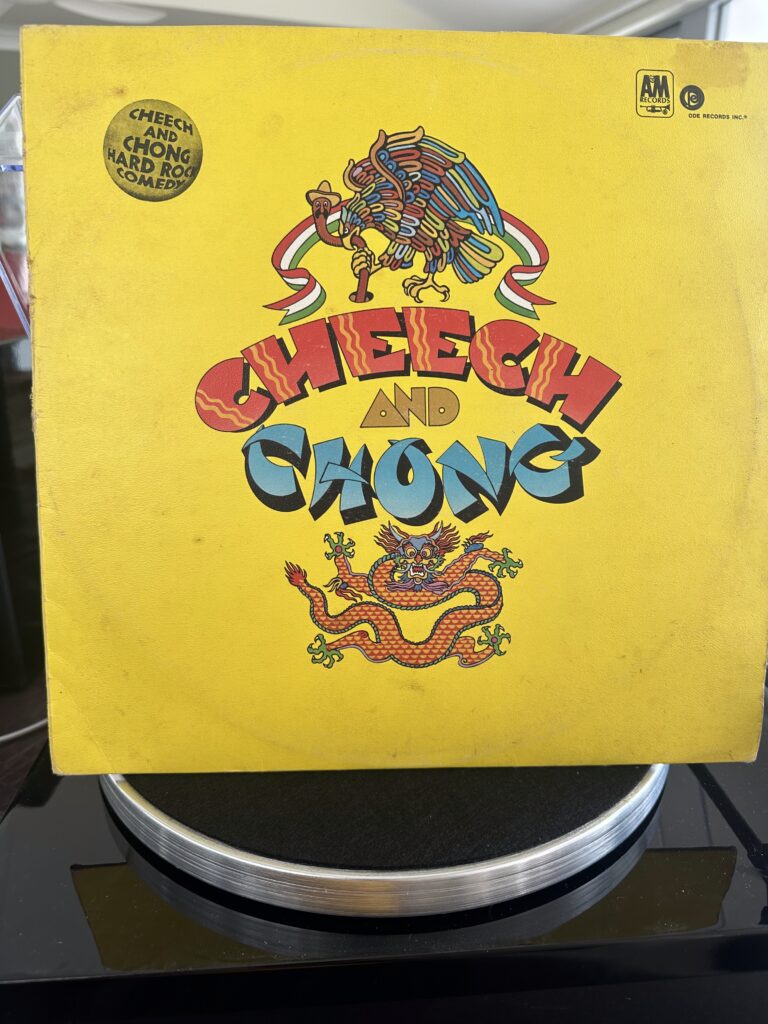 CHEECH
AND
CHONG
HARD ROCK
COMEDY
A&M
RECORDS
ODE RECORDS INC.®
CHEECH
AND
CHONG